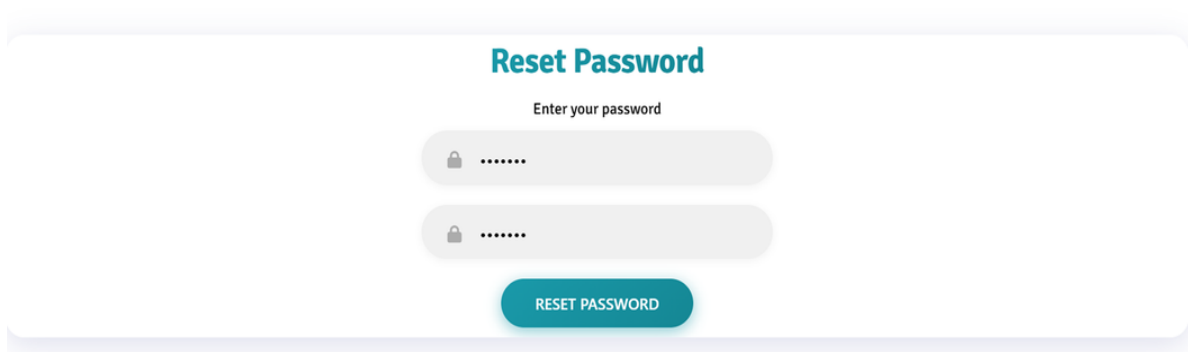 Reset Password
Enter your password
•••••••
•••••••
RESET PASSWORD